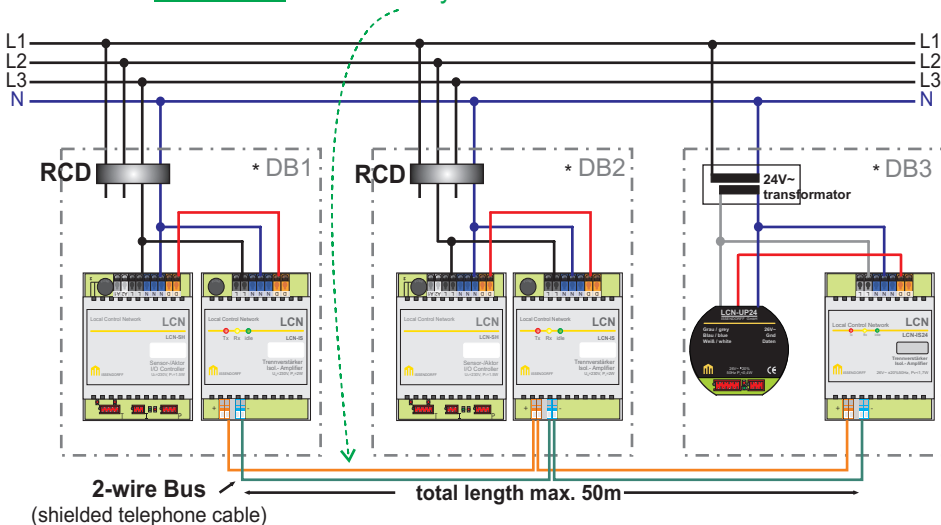 L1
L2
L3
N
L1
L2
L3
N
RCD
* DB1
RCD
* DB2
* DB3
24V~
transformator
Local Control Network
LCN
LCN-SH
Sensor-/Aktor
I/O Controller
Local Control Network
LCN
LCN-IS
Tx Rx Idle
Trennverstärker
Isol.- Amplifier
Local Control Network
LCN
LCN-SH
Sensor-/Aktor
I/O Controller
Local Control Network
LCN
LCN-IS
Tx Rx Idle
Trennverstärker
Isol.- Amplifier
LCN-UP24
Grau / grey 26V~
Blau / blue Gnd
Weiß / white Daten
Local Control Network
LCN
LCN-IS24
Trennverstärker
Isol.- Amplifier
+ -
+ -
+ -
2-wire Bus
(shielded telephone cable)
total length max. 50m